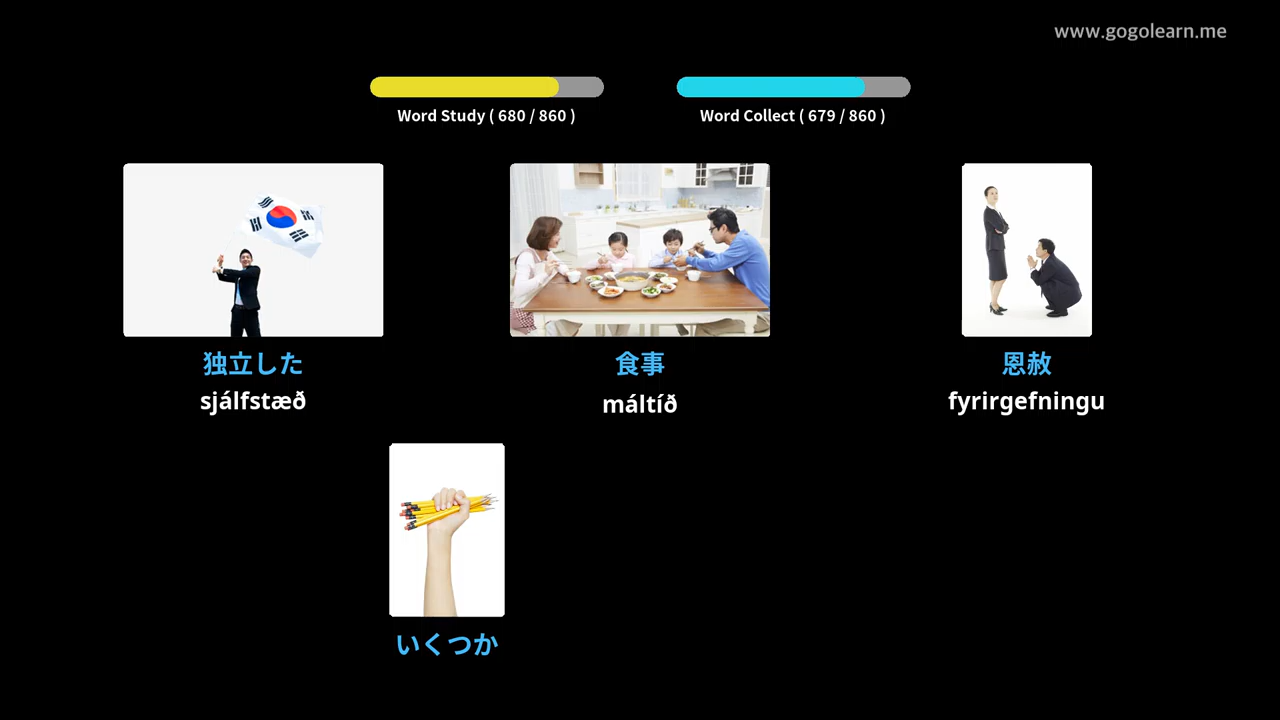 www.gogolearn.me
Word Study ( 680 / 860 )
Word Collect ( 679 / 860 )
独立した
sjálfstæð
食事
máltíð
恩赦
fyrirgefningu
いくつか